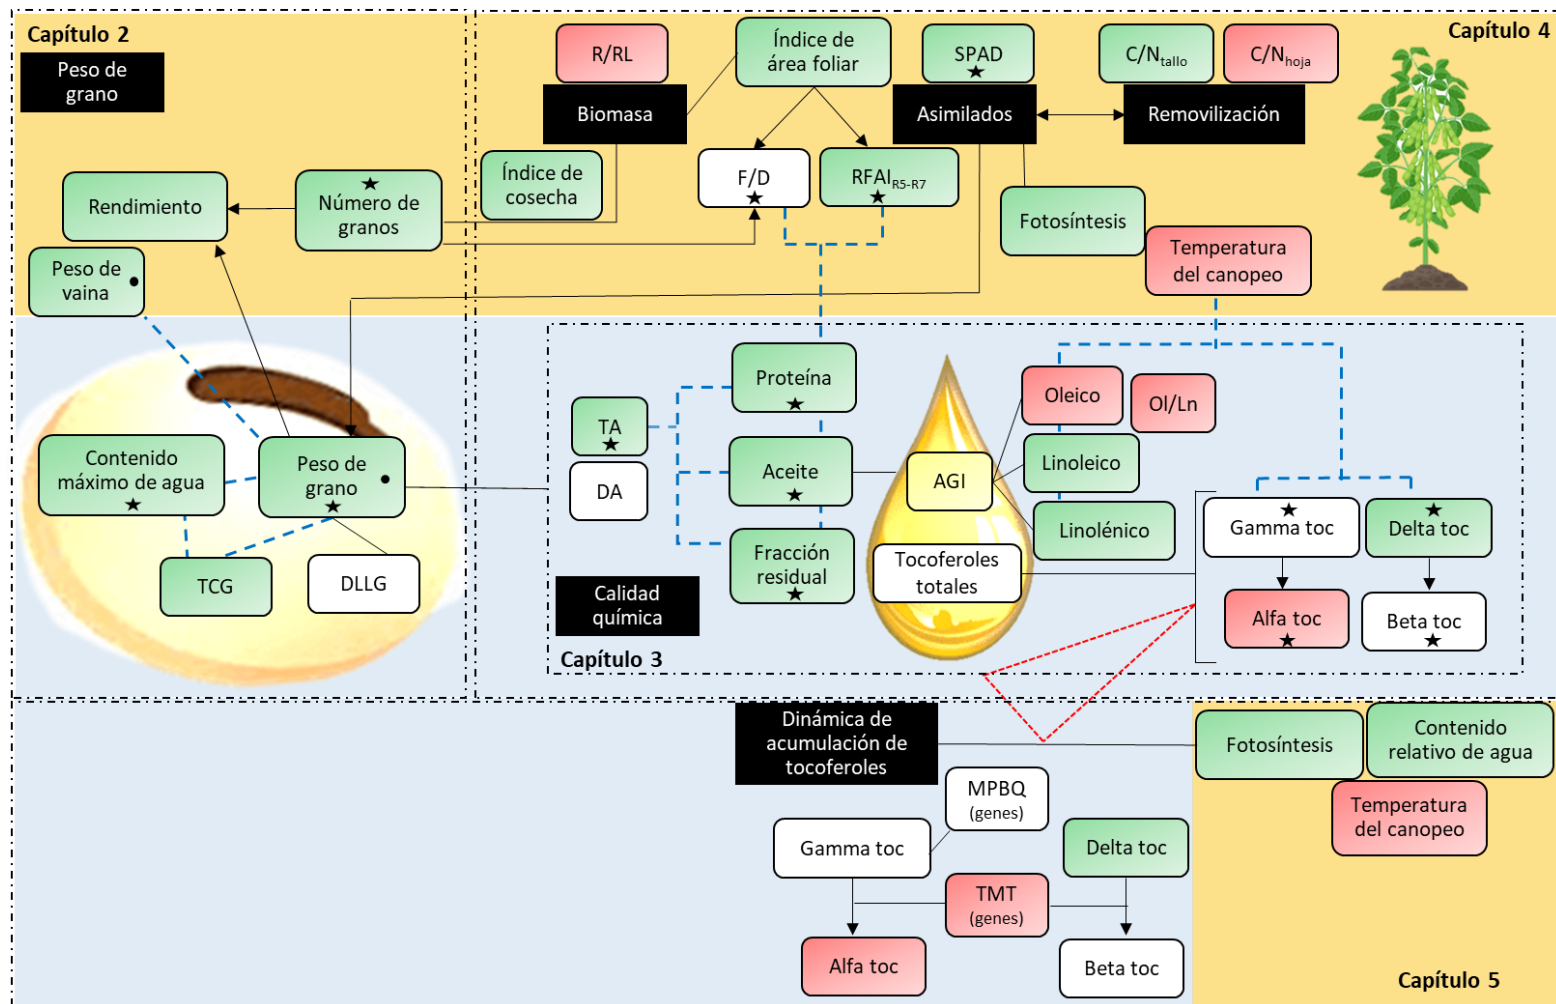 Capítulo 2
Peso de
grano
Rendimiento
Número de
granos
Peso de
vaina
Contenido
máximo de agua
Peso de
grano
TCG
DLLG
Capítulo 4
R/RL
Biomasa
Índice de
área foliar
SPAD
Asimilados
C/Ntallo
C/Nhoja
Removilización
Índice de
cosecha
F/D
RFAIR5-R7
Fotosíntesis
Temperatura
del canopeo
TA
DA
Proteína
Aceite
Fracción
residual
Calidad
química
Capítulo 3
AGI
Tocoferoles
totales
Oleico
Ol/Ln
Linoleico
Linolénico
Gamma toc
Delta toc
Alfa toc
Beta toc
Dinámica de
acumulación de
tocoferoles
Fotosíntesis
Contenido
relativo de agua
Temperatura
del canopeo
MPBQ
(genes)
Gamma toc
Delta toc
TMT
(genes)
Alfa toc
Beta toc
Capítulo 5